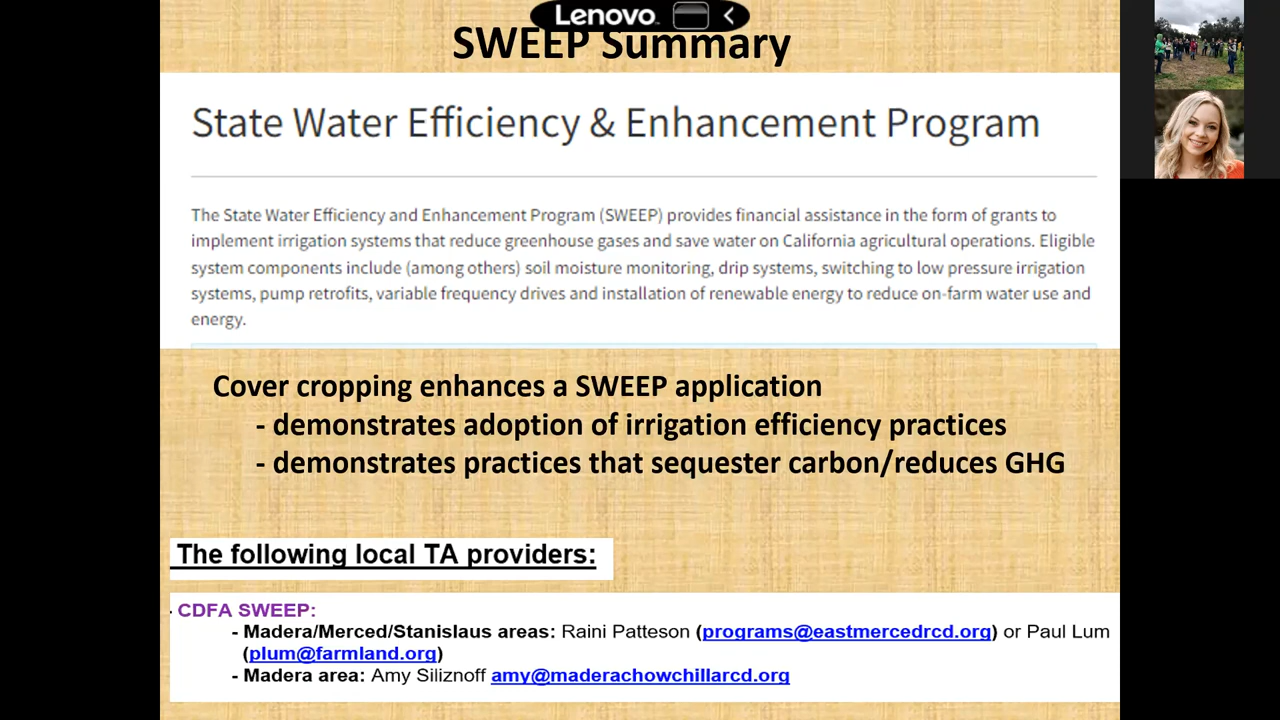 Lenovo
SWEEP Summary
State Water Efficiency & Enhancement Program
The State Water Efficiency and Enhancement Program (SWEEP) provides financial assistance in the form of grants to
implement irrigation systems that reduce greenhouse gases and save water on California agricultural operations. Eligible
system components include (among others) soil moisture monitoring, drip systems, switching to low pressure irrigation
systems, pump retrofits, variable frequency drives and installation of renewable energy to reduce on-farm water use and
energy.
Cover cropping enhances a SWEEP application
- demonstrates adoption of irrigation efficiency practices
- demonstrates practices that sequester carbon/reduces GHG
The following local TA providers:
CDFA SWEEP:
- Madera/Merced/Stanislaus areas: Raini Patteson (programs@eastmercedrcd.org) or Paul Lum
(plum@farmland.org)
- Madera area: Amy Siliznoff amy@maderachowchillarcd.org